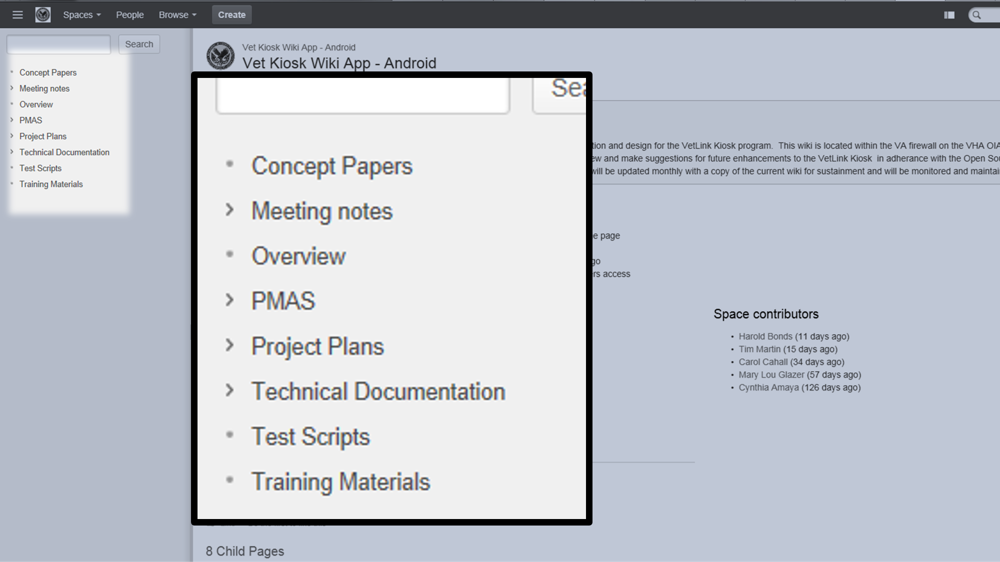 Spaces People Browse Create
Search
Concept Papers
Meeting notes
Overview
PMAS
Project Plans
Technical Documentation
Test Scripts
Training Materials
Vet Kiosk Wiki App - Android
Vet Kiosk Wiki App - Android
Sea
Concept Papers
Meeting notes
Overview
PMAS
Project Plans
Technical Documentation
Test Scripts
Training Materials
tion and design for the VetLink Kiosk program. This wiki is located within the VA firewall on the VHA OIA
ew and make suggestions for future enhancements to the VetLink Kiosk in adherance with the Open Sou
will be updated monthly with a copy of the current wiki for sustainment and will be monitored and maintai
e page
go
rs access
Space contributors
• Harold Bonds (11 days ago)
• Tim Martin (15 days ago)
• Carol Cahall (34 days ago)
• Mary Lou Glazer (57 days ago)
• Cynthia Amaya (126 days ago)
8 Child Pages